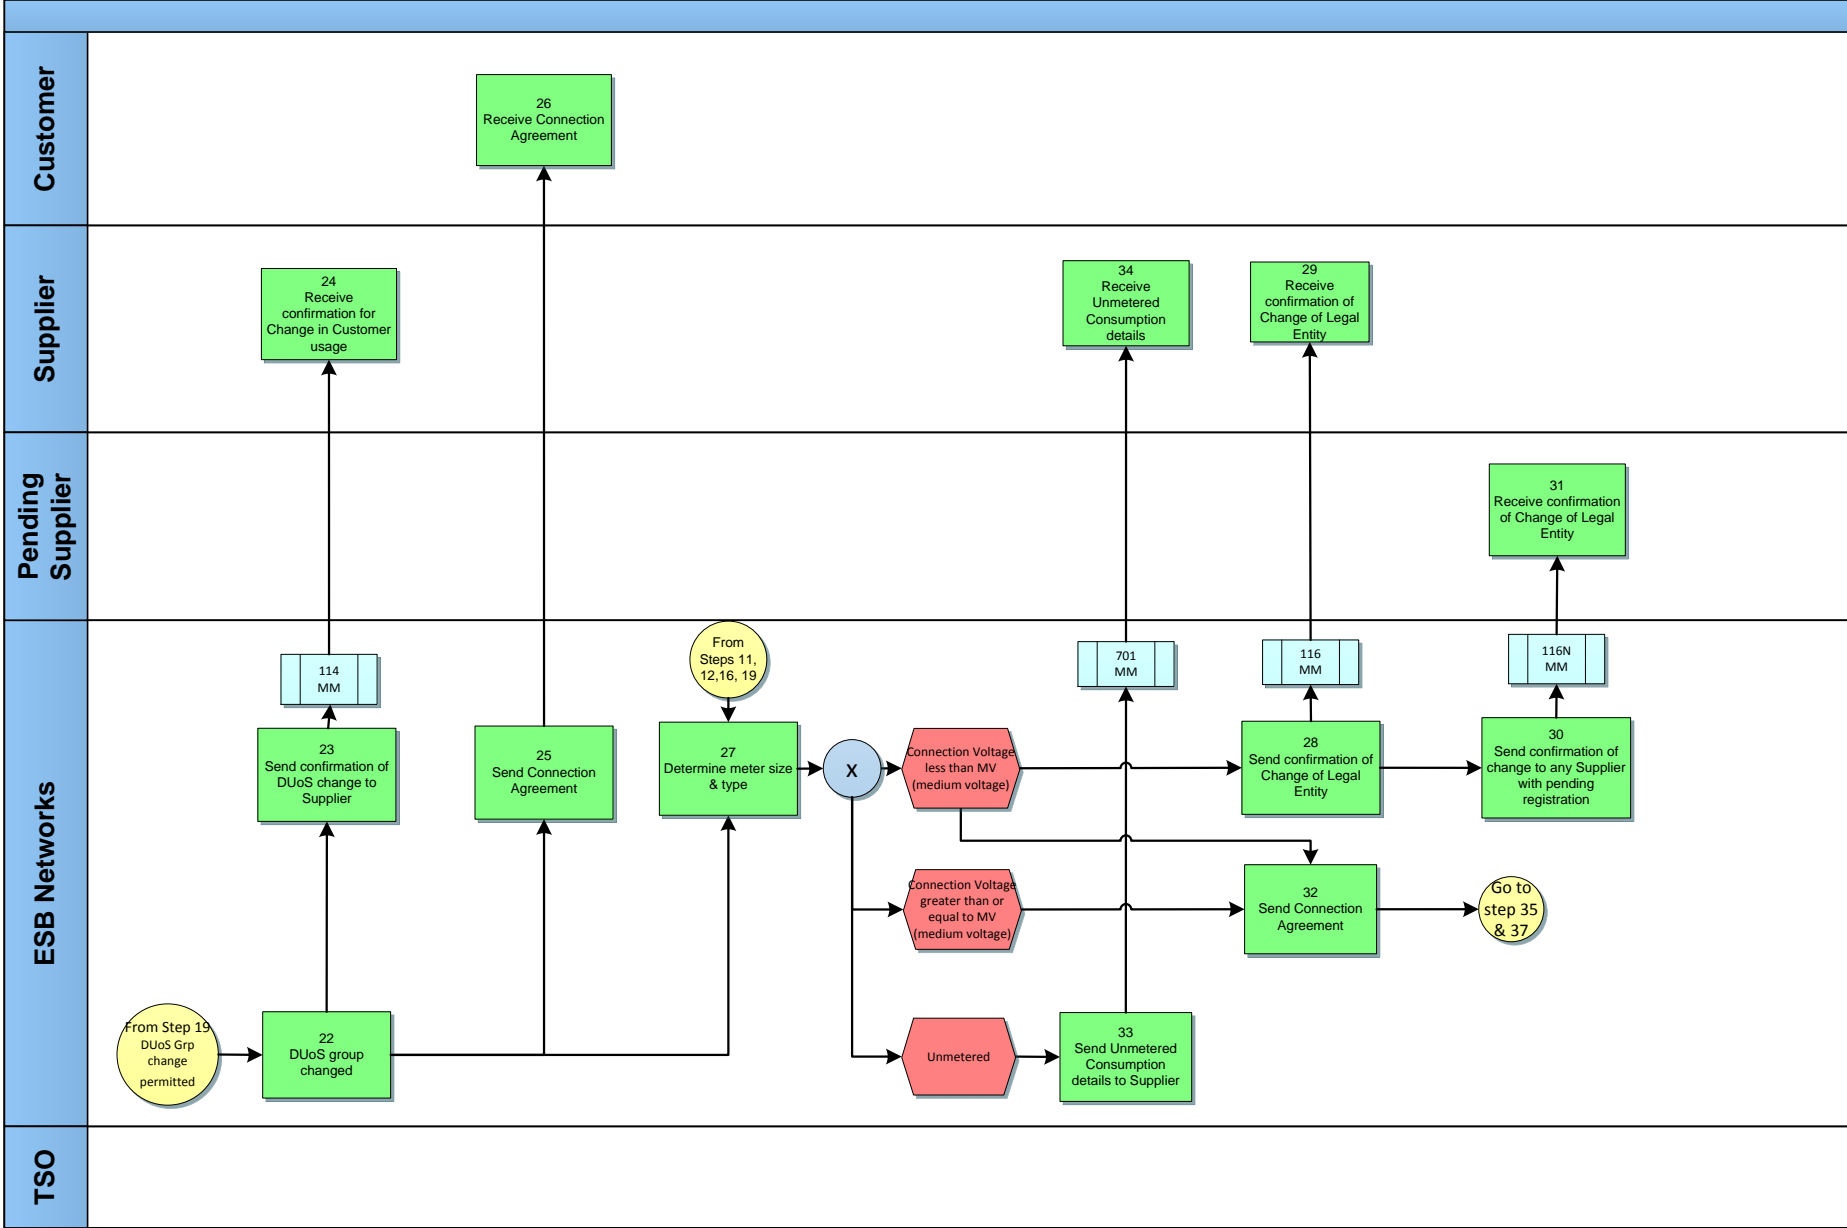 Customer
26
Receive Connection
Agreement
Supplier
24
Receive
confirmation for
Change in Customer
usage
34
Receive
Unmetered
Consumption
details
29
Receive
confirmation of
Change of Legal
Entity
Pending
Supplier
31
Receive confirmation
of Change of Legal
Entity
ESB Networks
114
MM
From
Steps 11,
12,16, 19
701
MM
116
MM
116N
MM
23
Send confirmation of
DUoS change to
Supplier
25
Send Connection
Agreement
27
Determine meter size
& type
X
Connection Voltage
less than MV
(medium voltage)
28
Send confirmation of
Change of Legal
Entity
30
Send confirmation of
change to any Supplier
with pending
registration
Connection Voltage
greater than or
equal to MV
(medium voltage)
32
Send Connection
Agreement
Go to
step 35
& 37
From Step 19
DUoS Grp
change
permitted
22
DUoS group
changed
Unmetered
33
Send Unmetered
Consumption
details to Supplier
TSO